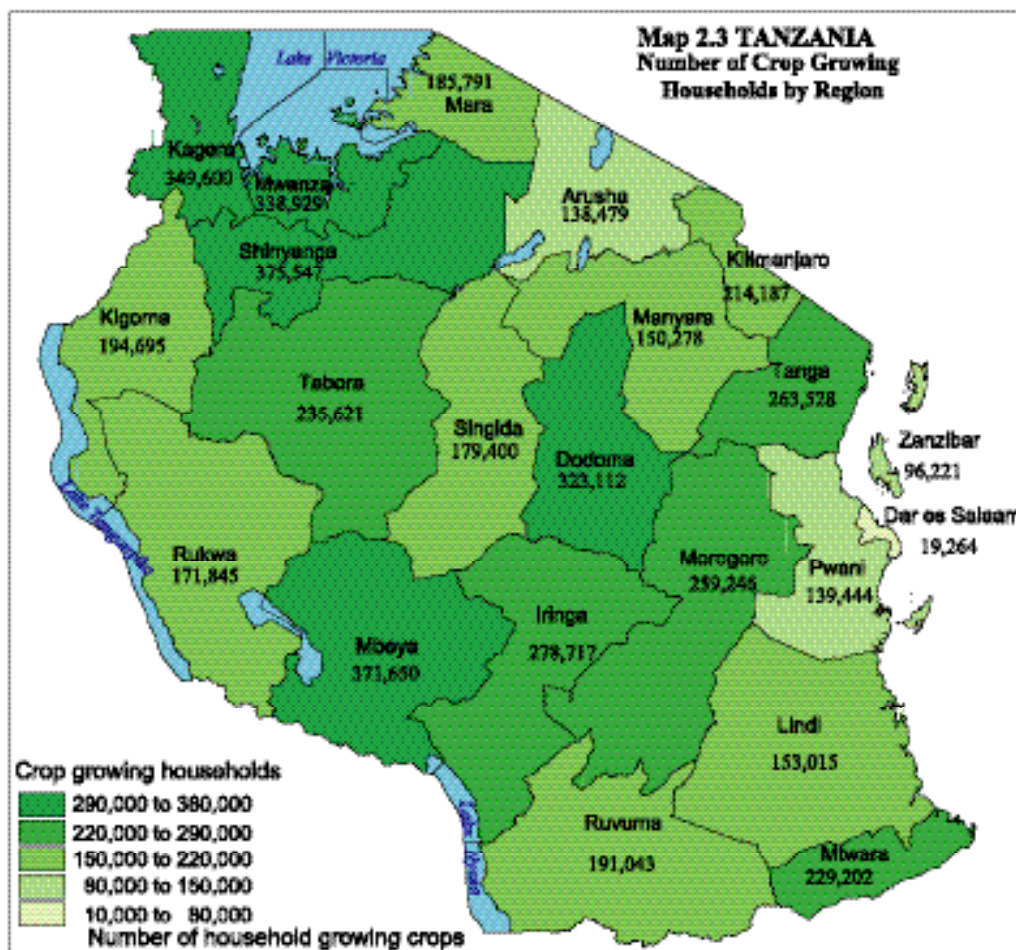 Map 2.3 TANZANIA
Number of Crop Growing
Households by Region
Lake Victoria
185,791
Mara
Kagera
349,600
Mwanza
338,929
Arusha
138,479
Shinyanga
375,547
Kilimanjaro
214,187
Kigoma
194,695
Manyara
150,278
Tabora
235,621
Tanga
263,528
Singida
179,400
Dodoma
323,112
Zanzibar
96,221
Dar es Salaam
19,264
Rukwa
171,845
Morogoro
259,246
Pwani
139,444
Iringa
278,717
Mbeya
371,650
Lindi
153,015
Ruvuma
191,043
Mtwara
229,202
Crop growing households
290,000 to 380,000
220,000 to 290,000
150,000 to 220,000
80,000 to 150,000
10,000 to 80,000
Number of household growing crops